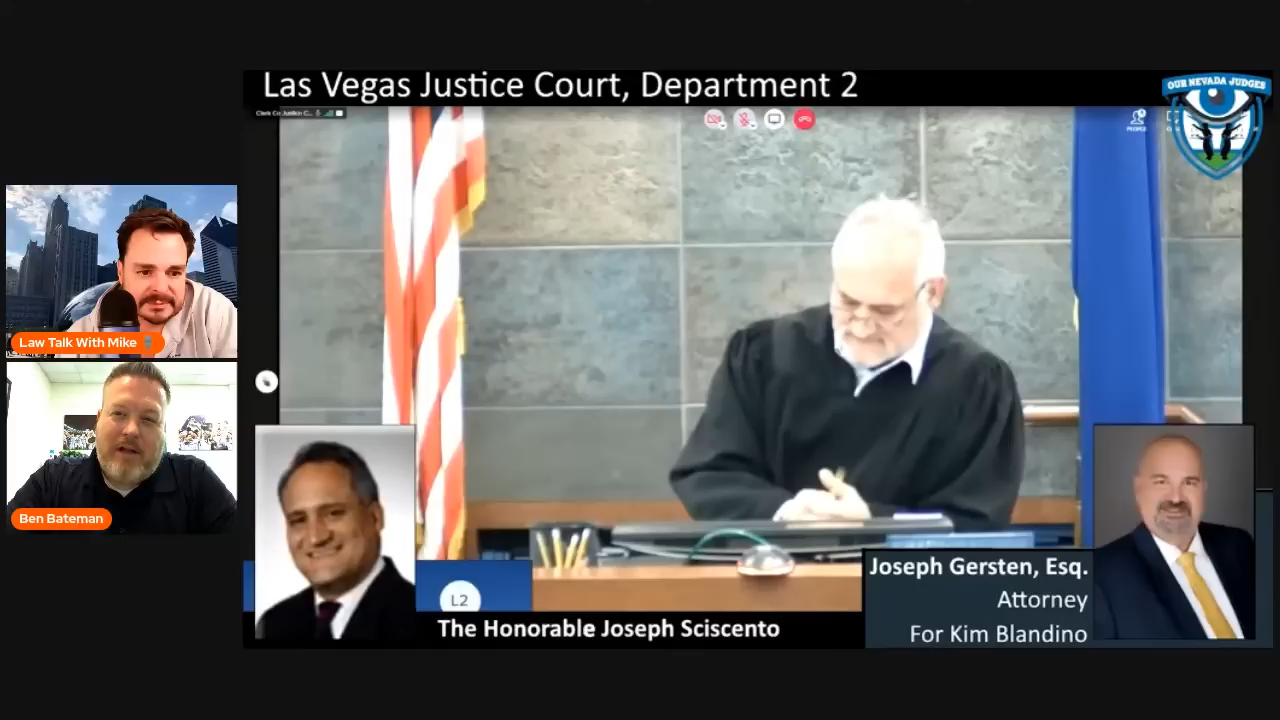 Las Vegas Justice Court, Department 2
OUR NEVADA JUDGES
PEOPLE
Law Talk With Mike
Ben Bateman
L2
The Honorable Joseph Sciscento
Joseph Gersten, Esq.
Attorney
For Kim Blandino